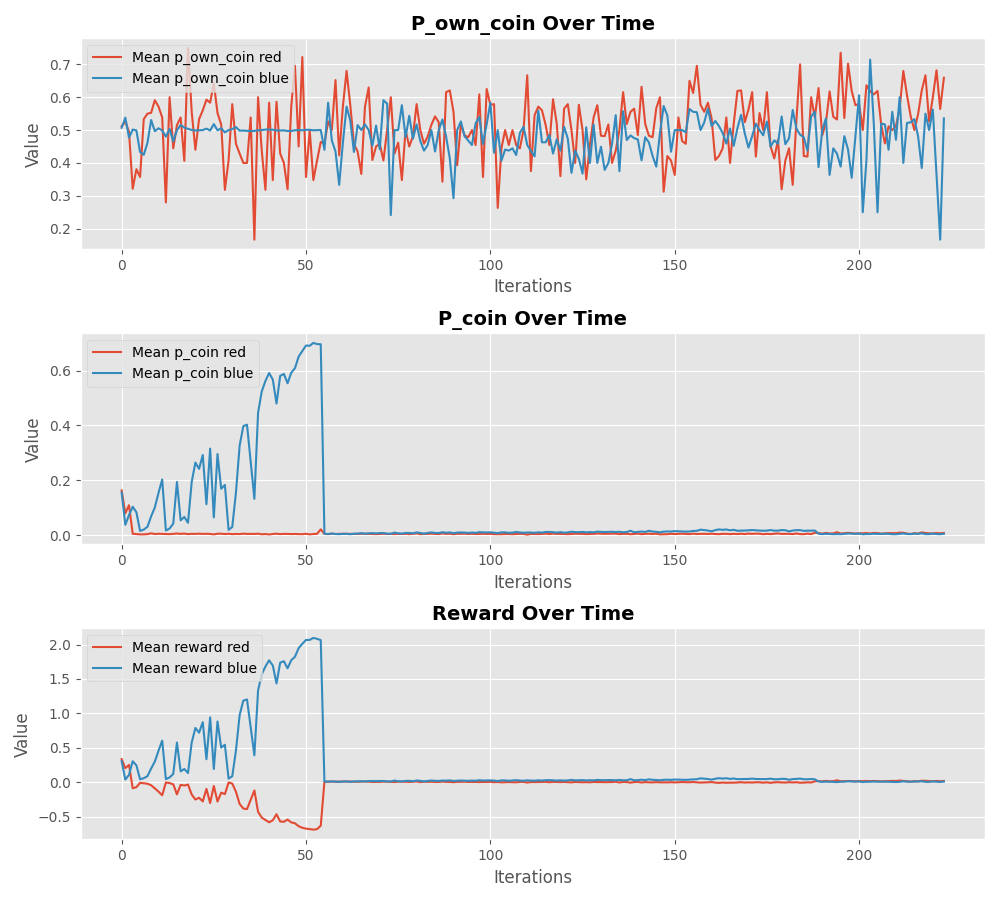 P_own_coin Over Time
Mean p_own_coin red
Mean p_own_coin blue
Value
0.7
0.6
0.5
0.4
0.3
0.2
0
50
100
150
200
Iterations
P_coin Over Time
Mean p_coin red
Mean p_coin blue
Value
0.6
0.4
0.2
0.0
0
50
100
150
200
Iterations
Reward Over Time
Mean reward red
Mean reward blue
Value
2.0
1.5
1.0
0.5
0.0
−0.5
0
50
100
150
200
Iterations